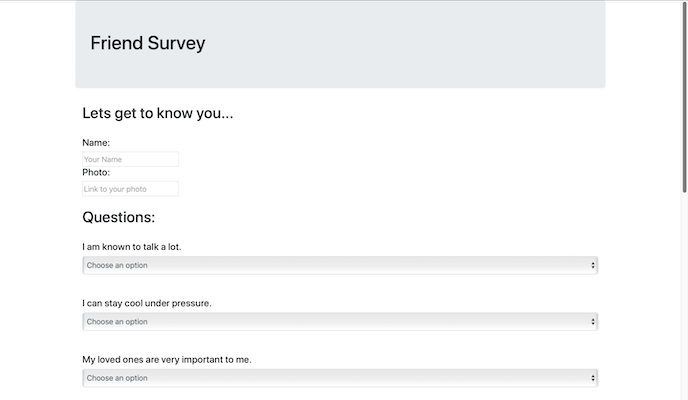 Friend Survey
Lets get to know you...
Name:
Your Name
Photo:
Link to your photo
Questions:
I am known to talk a lot.
Choose an option
I can stay cool under pressure.
Choose an option
My loved ones are very important to me.
Choose an option